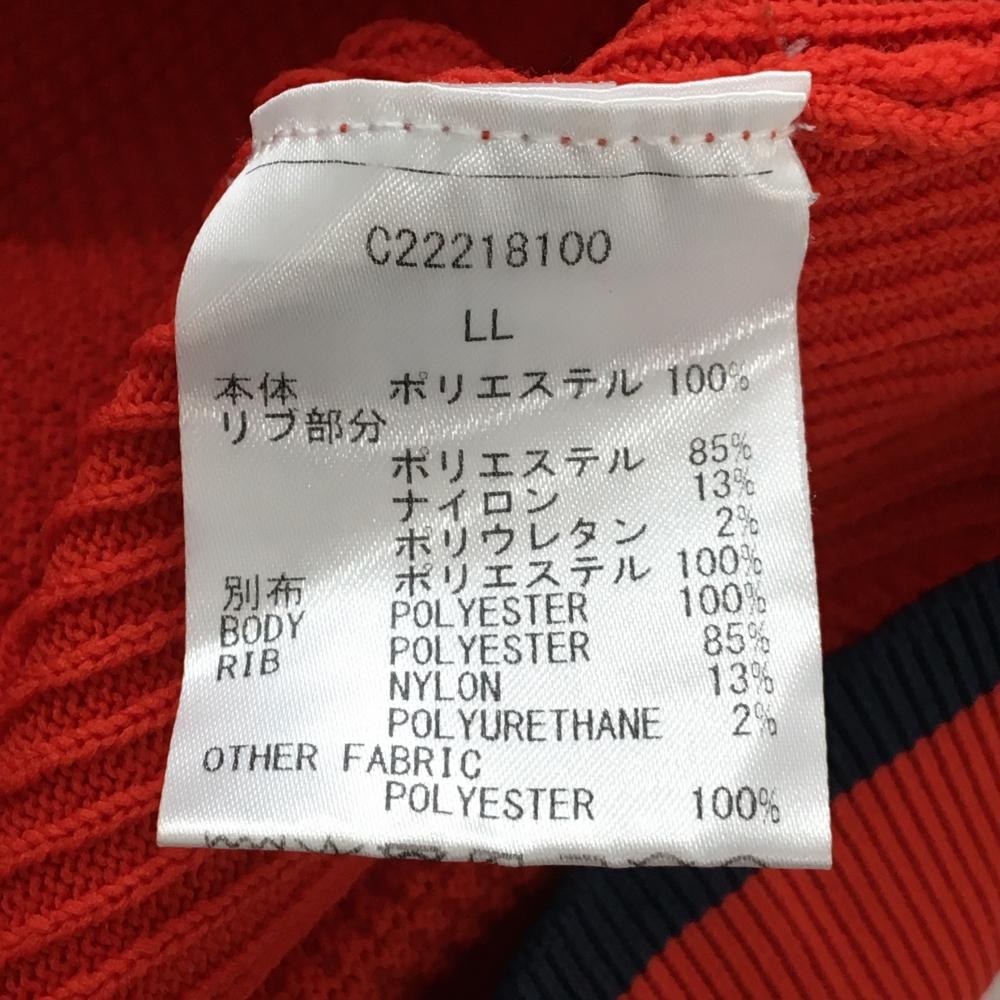 C22218100
LL
本体 ポリエステル 100%
リブ部分
ポリエステル 85%
ナイロン 13%
ポリウレタン 2%
別布 ポリエステル 100%
BODY POLYESTER 100%
RIB POLYESTER 85%
NYLON 13%
POLYURETHANE 2%
OTHER FABRIC
POLYESTER 100%